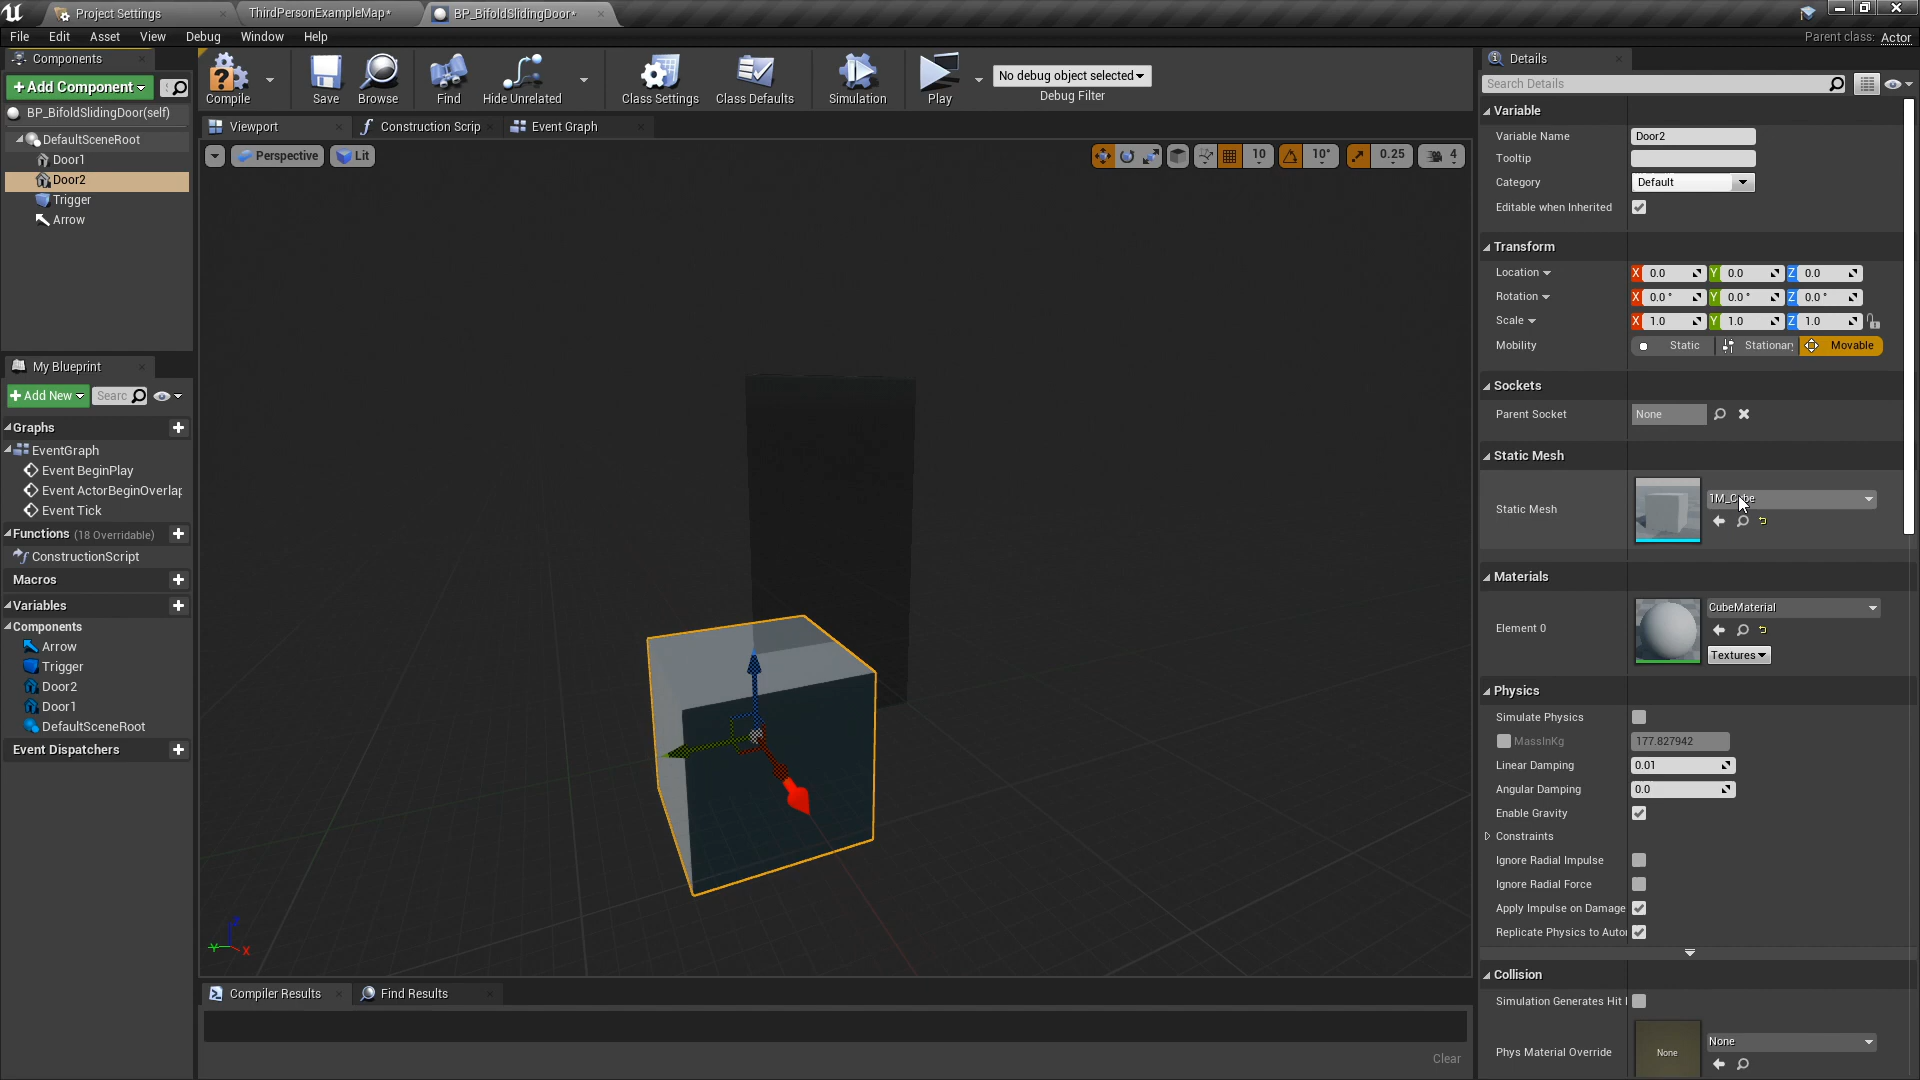 Project Settings
ThirdPersonExampleMap*
BP_BifoldSlidingDoor*
File Edit Asset View Debug Window Help
Parent class: Actor
Components
+ Add Component
BP_BifoldSlidingDoor(self)
DefaultSceneRoot
Door1
Door2
Trigger
Arrow
My Blueprint
+ Add New
Searc
Graphs
EventGraph
Event BeginPlay
Event ActorBeginOverlap
Event Tick
Functions (18 Overridable)
ConstructionScript
Macros
Variables
Components
Arrow
Trigger
Door2
Door1
DefaultSceneRoot
Event Dispatchers
Compile
Save
Browse
Find
Hide Unrelated
Class Settings
Class Defaults
Simulation
Play
No debug object selected
Debug Filter
Viewport
Construction Scrip
Event Graph
Perspective
Lit
10
10°
0.25
4
Z
Y
X
Compiler Results
Find Results
Clear
Details
Search Details
Variable
Variable Name Door2
Tooltip
Category Default
Editable when Inherited
Transform
Location X 0.0 Y 0.0 Z 0.0
Rotation X 0.0 ° Y 0.0 ° Z 0.0 °
Scale X 1.0 Y 1.0 Z 1.0
Mobility Static Stationar Movable
Sockets
Parent Socket None
Static Mesh
Static Mesh 1M_Cube
Materials
Element 0 CubeMaterial
Textures
Physics
Simulate Physics
MassInKg 177.827942
Linear Damping 0.01
Angular Damping 0.0
Enable Gravity
Constraints
Ignore Radial Impulse
Ignore Radial Force
Apply Impulse on Damage
Replicate Physics to Auto
Collision
Simulation Generates Hit
Phys Material Override None None